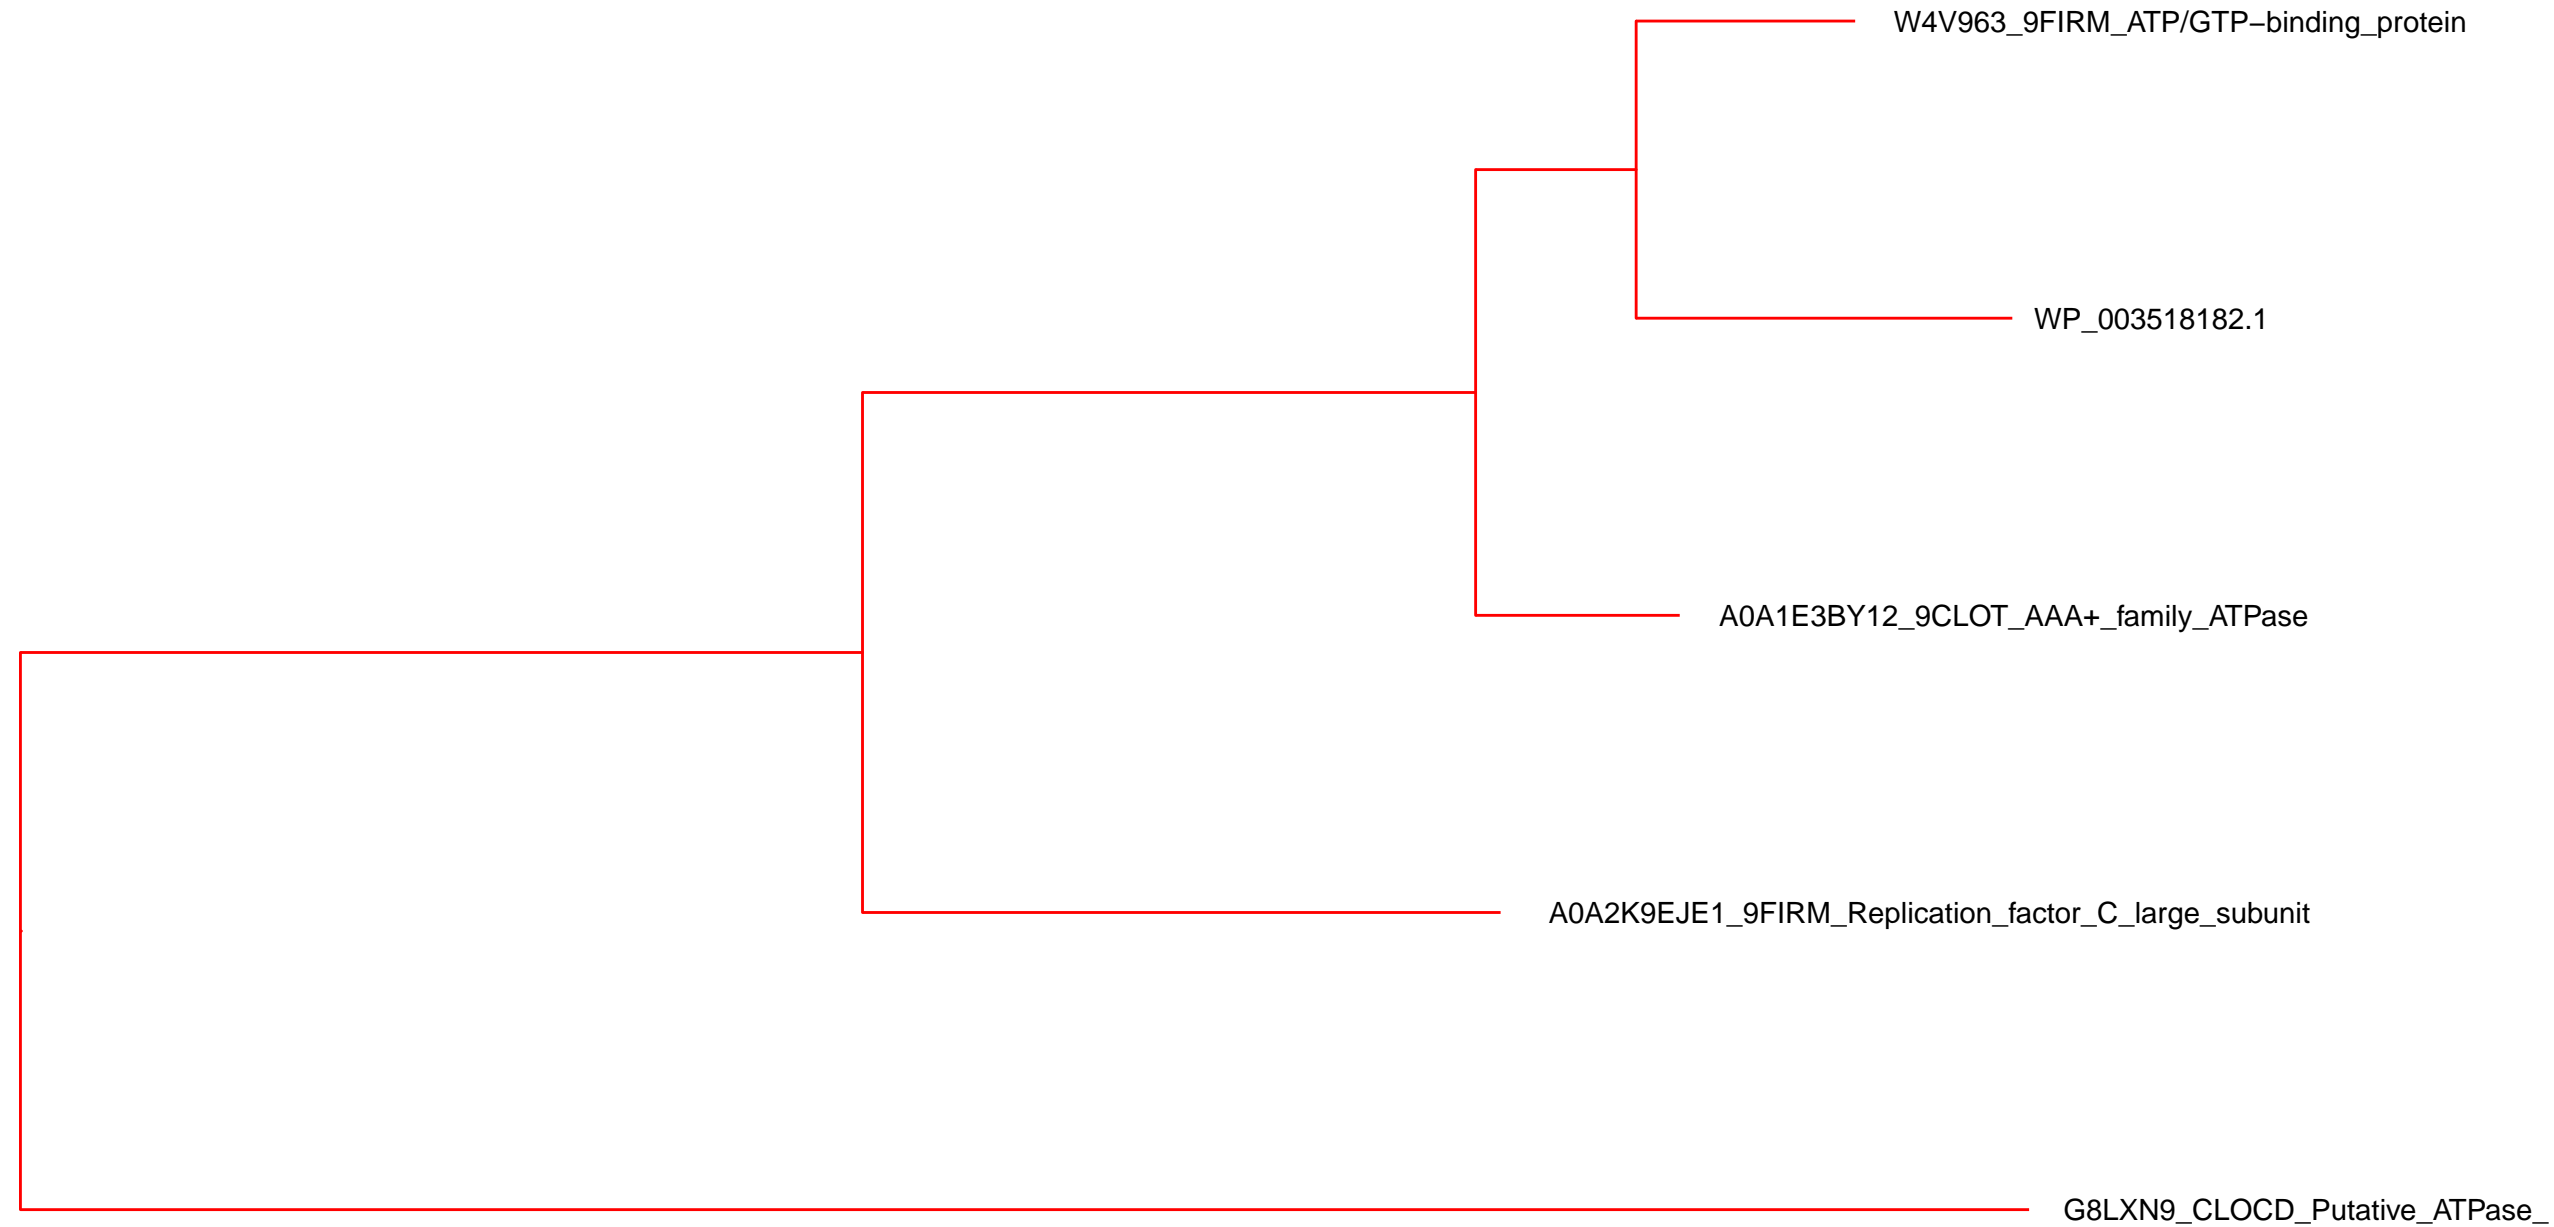 W4V963_9FIRM_ATP/GTP−binding_protein
WP_003518182.1
A0A1E3BY12_9CLOT_AAA+_family_ATPase
A0A2K9EJE1_9FIRM_Replication_factor_C_large_subunit
G8LXN9_CLOCD_Putative_ATPase_